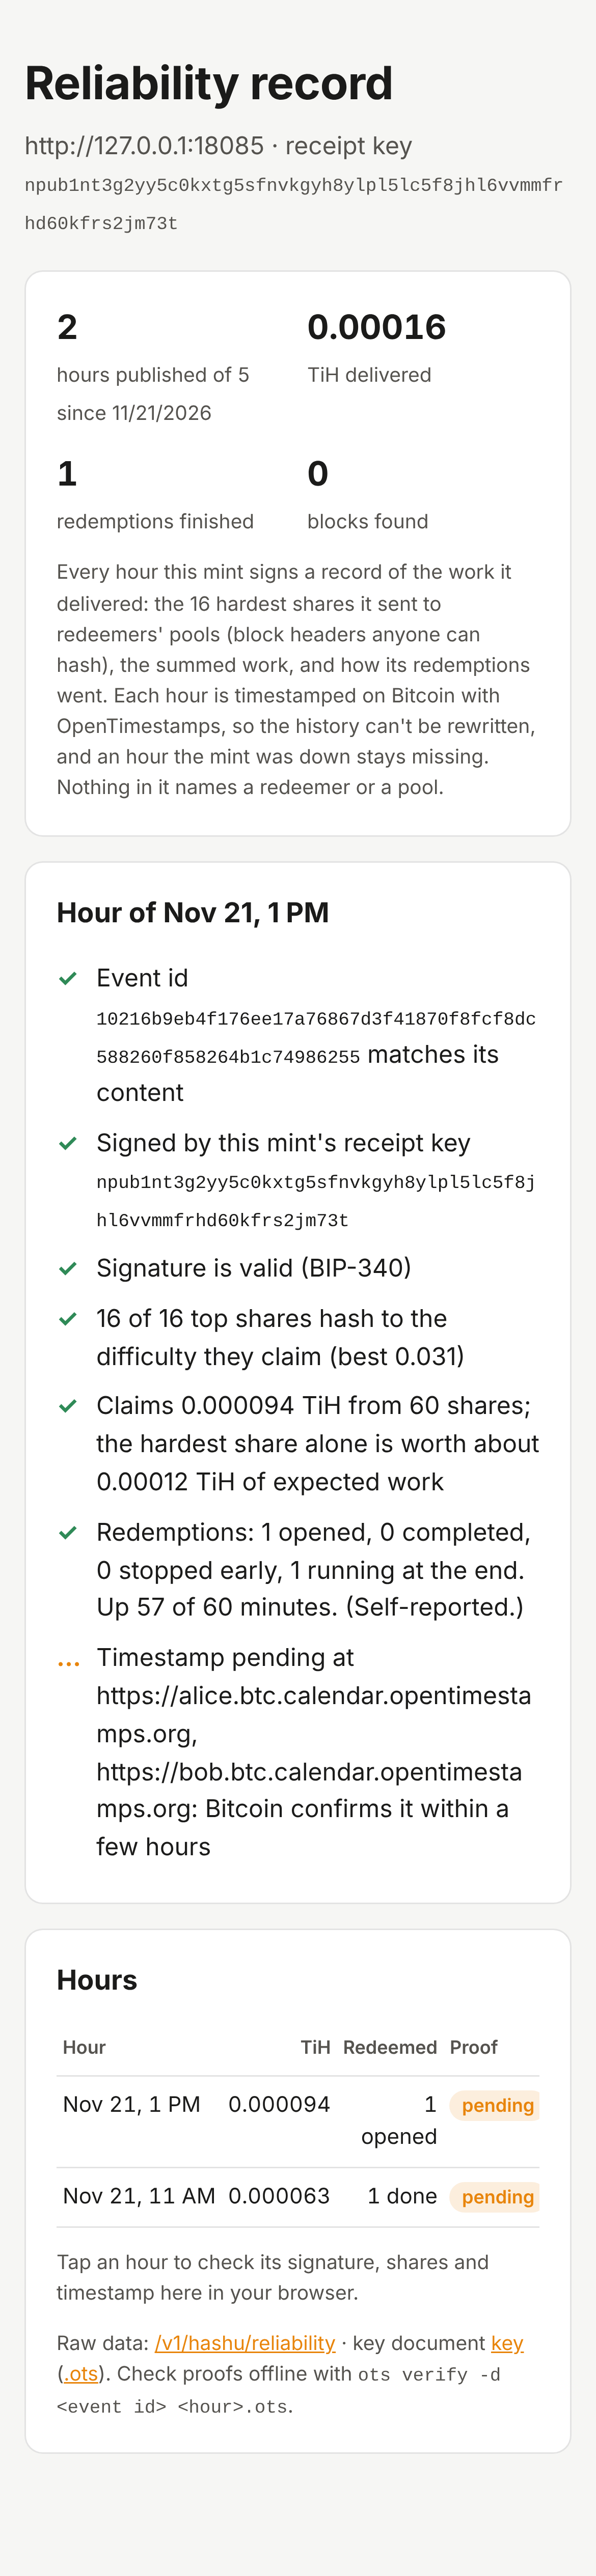 Reliability record
http://127.0.0.1:18085 · receipt key
npub1nt3g2yy5c0kxtg5sfnvkgyh8ylpl5lc5f8jhl6vvmmfr
hd60kfrs2jm73t
2
hours published of 5
since 11/21/2026
0.00016
TiH delivered
1
redemptions finished
0
blocks found
Every hour this mint signs a record of the work it
delivered: the 16 hardest shares it sent to
redeemers' pools (block headers anyone can
hash), the summed work, and how its redemptions
went. Each hour is timestamped on Bitcoin with
OpenTimestamps, so the history can't be rewritten,
and an hour the mint was down stays missing.
Nothing in it names a redeemer or a pool.
Hour of Nov 21, 1 PM
✓ Event id
10216b9eb4f176ee17a76867d3f41870f8fcf8dc
588260f858264b1c74986255 matches its
content
✓ Signed by this mint's receipt key
npub1nt3g2yy5c0kxtg5sfnvkgyh8ylpl5lc5f8j
hl6vvmmfrhd60kfrs2jm73t
✓ Signature is valid (BIP-340)
✓ 16 of 16 top shares hash to the
difficulty they claim (best 0.031)
✓ Claims 0.000094 TiH from 60 shares;
the hardest share alone is worth about
0.00012 TiH of expected work
✓ Redemptions: 1 opened, 0 completed,
0 stopped early, 1 running at the end.
Up 57 of 60 minutes. (Self-reported.)
… Timestamp pending at
https://alice.btc.calendar.opentimesta
mps.org,
https://bob.btc.calendar.opentimesta
mps.org: Bitcoin confirms it within a
few hours
Hours
Hour TiH Redeemed Proof
Nov 21, 1 PM 0.000094 1 pending
opened
Nov 21, 11 AM 0.000063 1 done pending
Tap an hour to check its signature, shares and
timestamp here in your browser.
Raw data: /v1/hashu/reliability · key document key
(.ots). Check proofs offline with ots verify -d
<event id> <hour>.ots.